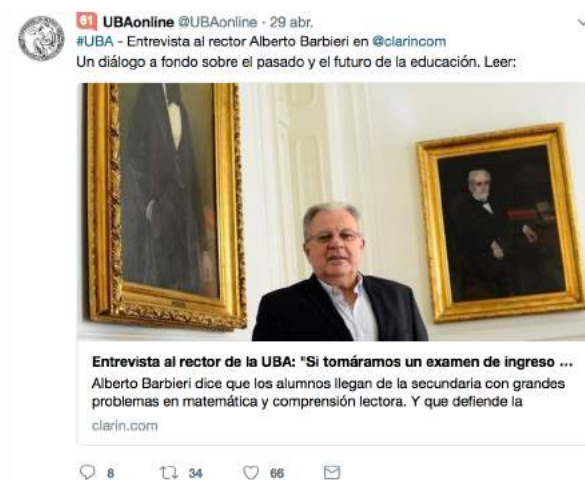 61 UBAonline @UBAonline · 29 abr.
#UBA - Entrevista al rector Alberto Barbieri en @clarincom
Un diálogo a fondo sobre el pasado y el futuro de la educación. Leer:
Entrevista al rector de la UBA: "Si tomáramos un examen de ingreso ...
Alberto Barbieri dice que los alumnos llegan de la secundaria con grandes
problemas en matemática y comprensión lectora. Y que defiende la
clarin.com
8 34 66